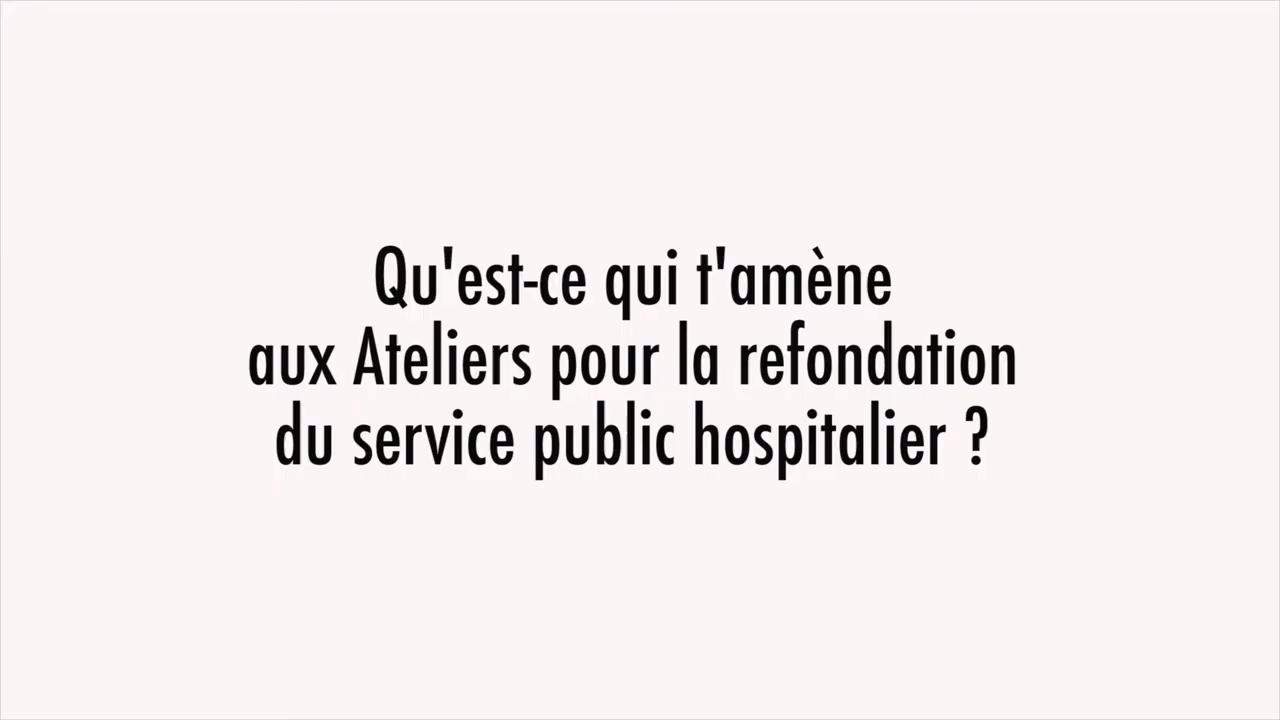 Qu'est-ce qui t'amène
aux Ateliers pour la refondation
du service public hospitalier ?